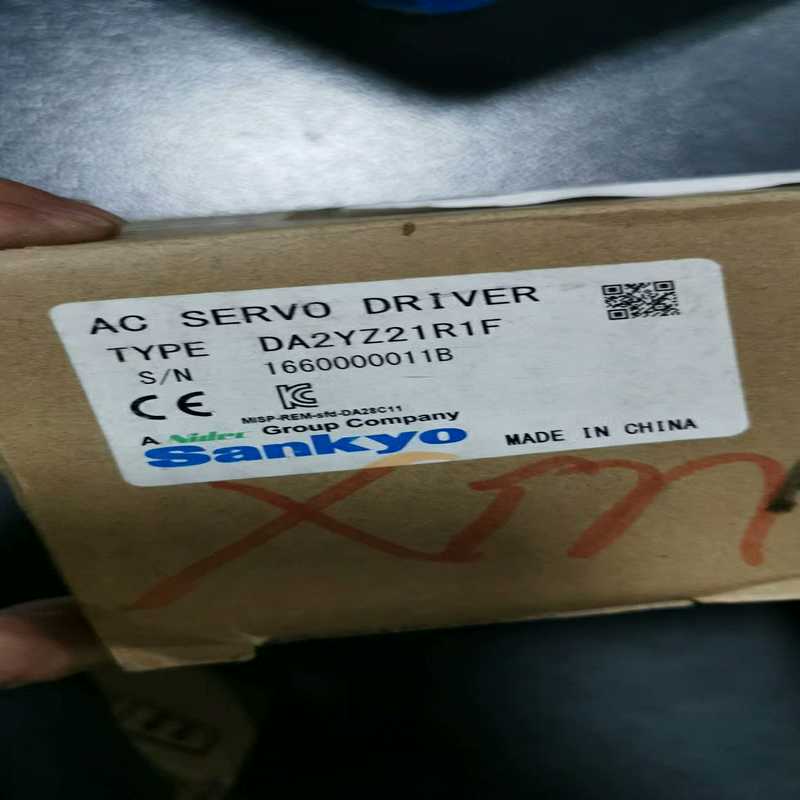 AC SERVO DRIVER
TYPE DA2YZ21R1F
S/N 1660000011B
CE
MISP-REM-sfd-DA28C11
A Nidec Group Company
Sankyo MADE IN CHINA